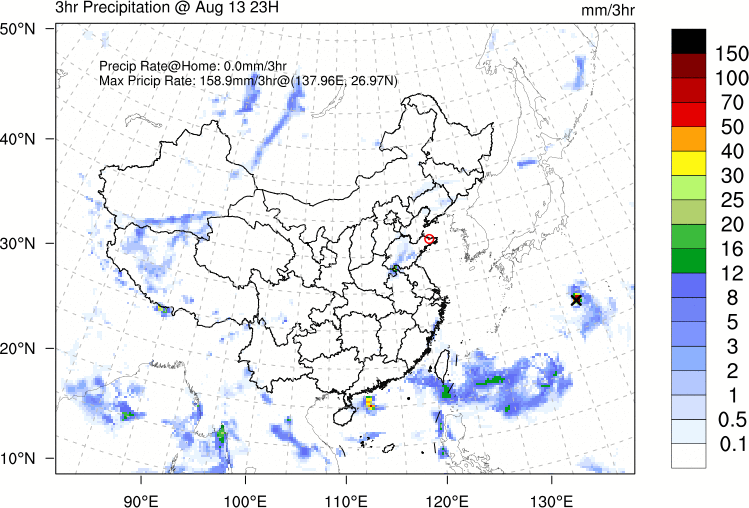 3hr Precipitation @ Aug 13 23H
mm/3hr
50°N
Precip Rate@Home: 0.0mm/3hr
Max Pricip Rate: 158.9mm/3hr@(137.96E, 26.97N)
40°N
30°N
20°N
10°N
90°E
100°E
110°E
120°E
130°E
150
100
70
50
40
30
25
20
16
12
8
5
3
2
1
0.5
0.1